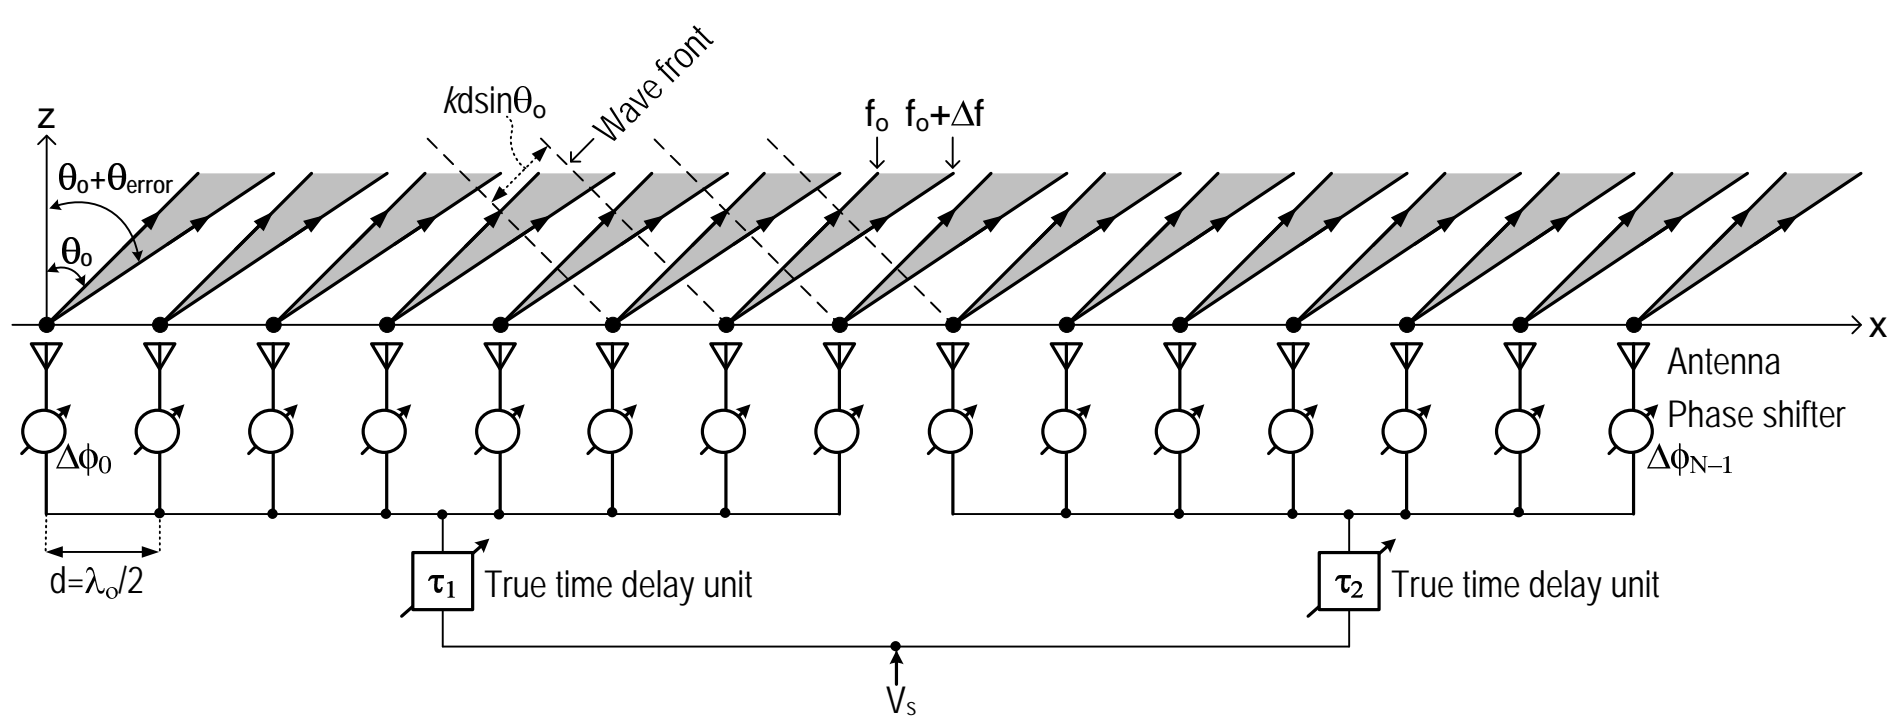 Wave front
kdsinθo
z
fo fo+Δf
θo+θerror
θo
x
Antenna
Phase shifter
Δϕ0
ΔϕN–1
d=λo/2
τ1
True time delay unit
τ2
True time delay unit
Vs